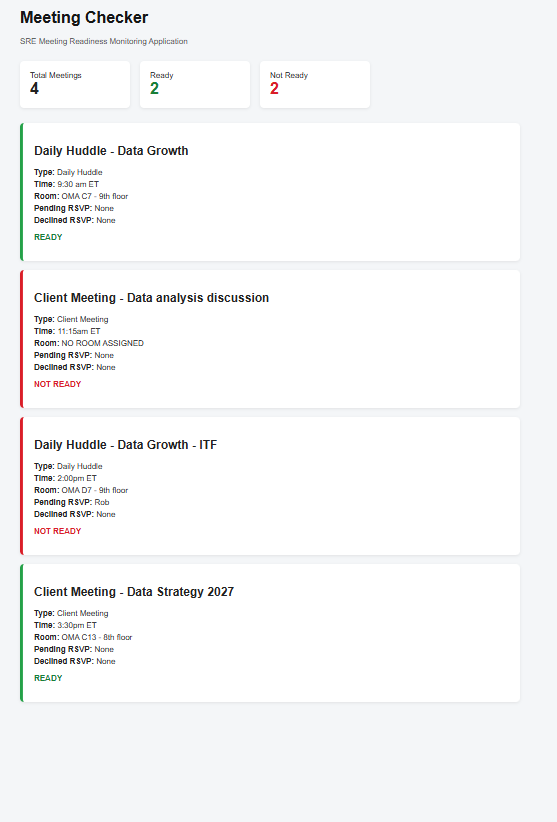 Meeting Checker
SRE Meeting Readiness Monitoring Application
Total Meetings
4
Ready
2
Not Ready
2
Daily Huddle - Data Growth
Type: Daily Huddle
Time: 9:30 am ET
Room: OMA C7 - 9th floor
Pending RSVP: None
Declined RSVP: None
READY
Client Meeting - Data analysis discussion
Type: Client Meeting
Time: 11:15am ET
Room: NO ROOM ASSIGNED
Pending RSVP: None
Declined RSVP: None
NOT READY
Daily Huddle - Data Growth - ITF
Type: Daily Huddle
Time: 2:00pm ET
Room: OMA D7 - 9th floor
Pending RSVP: Rob
Declined RSVP: None
NOT READY
Client Meeting - Data Strategy 2027
Type: Client Meeting
Time: 3:30pm ET
Room: OMA C13 - 8th floor
Pending RSVP: None
Declined RSVP: None
READY